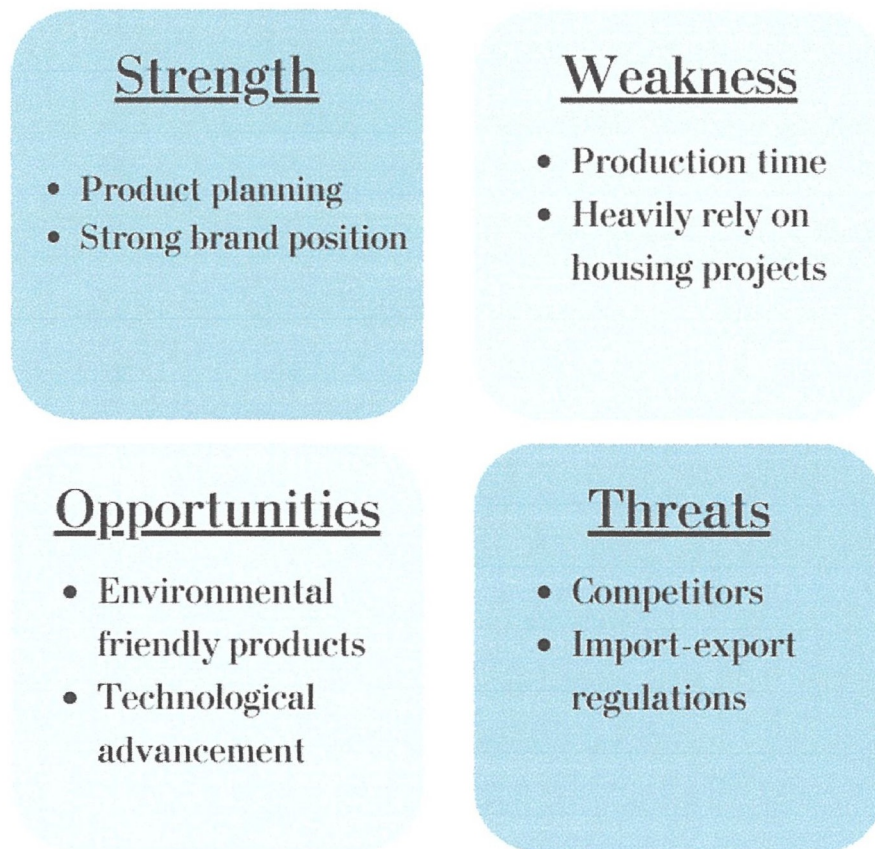 Strength
• Product planning
• Strong brand position
Weakness
• Production time
• Heavily rely on
housing projects
Opportunities
• Environmental
friendly products
• Technological
advancement
Threats
• Competitors
• Import-export
regulations